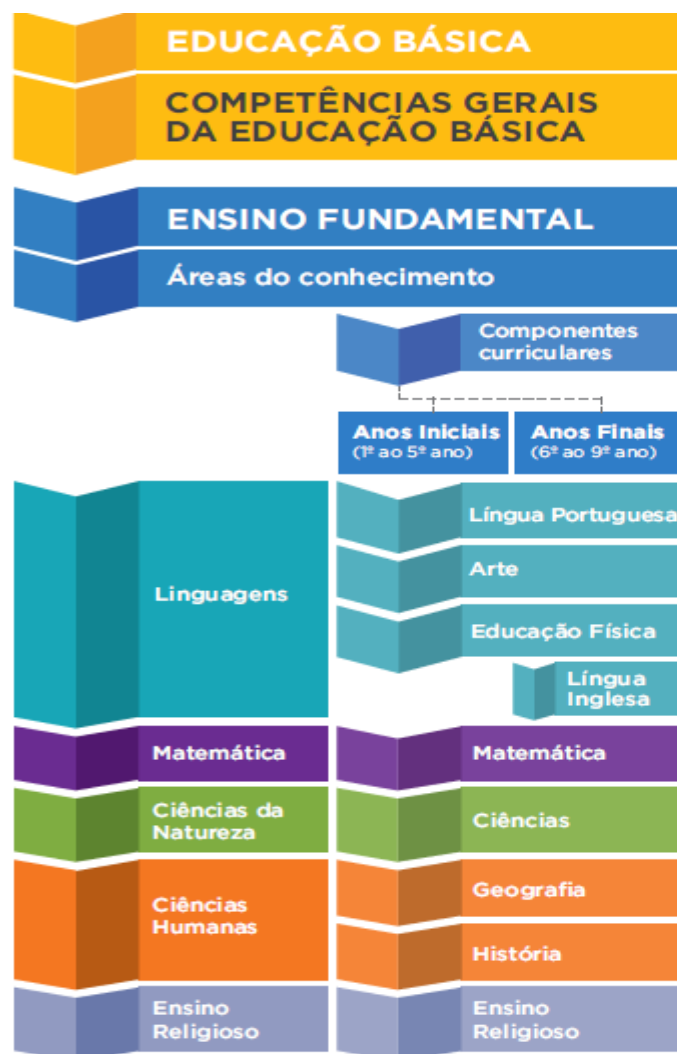 EDUCAÇÃO BÁSICA
COMPETÊNCIAS GERAIS
DA EDUCAÇÃO BÁSICA
ENSINO FUNDAMENTAL
Áreas do conhecimento
Componentes
curriculares
Anos Iniciais
(1º ao 5º ano)
Anos Finais
(6º ao 9º ano)
Linguagens
Língua Portuguesa
Arte
Educação Física
Língua
Inglesa
Matemática
Matemática
Ciências da
Natureza
Ciências
Ciências
Humanas
Geografia
História
Ensino
Religioso
Ensino
Religioso